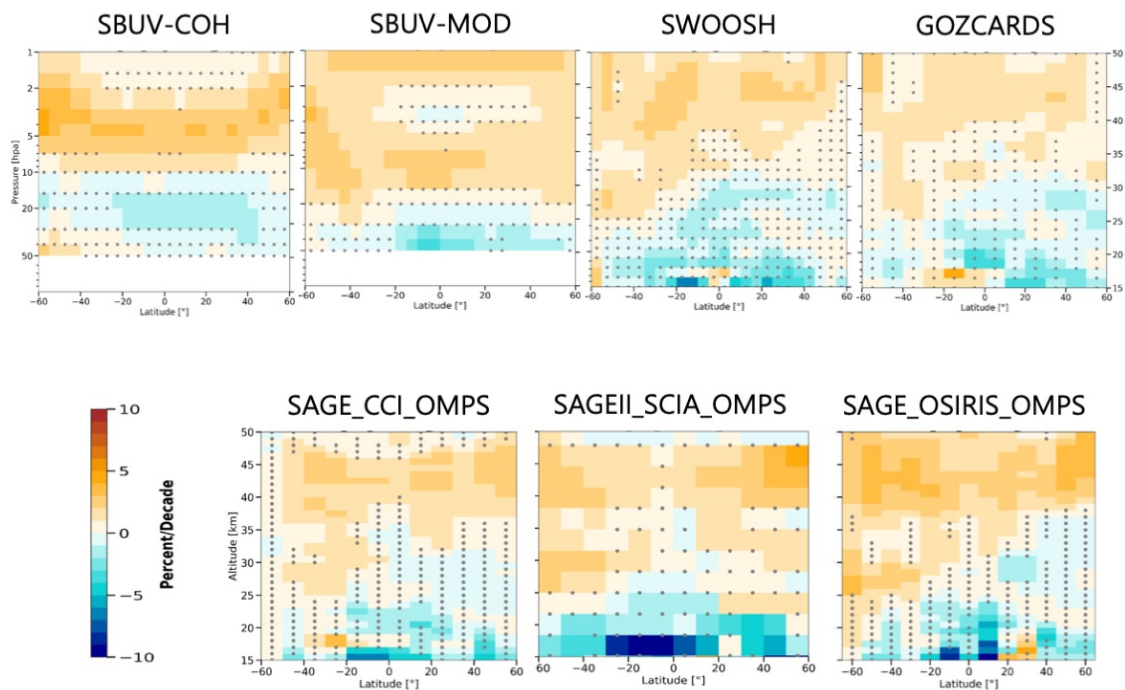 SBUV-COH SBUV-MOD SWOOSH GOZCARDS
1
2
5
10
20
50
Pressure [hpa]
50
45
40
35
30
25
20
15
−60 −40 −20 0 20 40 60
−60 −40 −20 0 20 40 60
−60 −40 −20 0 20 40 60
−60 −40 −20 0 20 40 60
Latitude [°] Latitude [°] Latitude [°] Latitude [°]
SAGE_CCI_OMPS SAGEII_SCIA_OMPS SAGE_OSIRIS_OMPS
10
5
0
−5
−10
Percent/Decade
50
45
40
35
30
25
20
15
Altitude [km]
−60 −40 −20 0 20 40 60
−60 −40 −20 0 20 40 60
−60 −40 −20 0 20 40 60
Latitude [°] Latitude [°] Latitude [°]